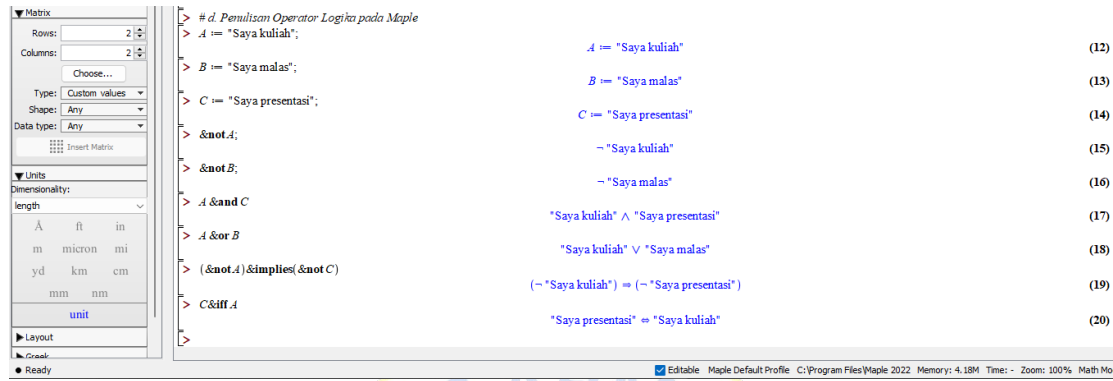 Matrix
Rows: 2
Columns: 2
Choose...
Type: Custom values
Shape: Any
Data type: Any
Insert Matrix
Units
Dimensionality:
length
Å ft in
m micron mi
yd km cm
mm nm
unit
Layout
Greek
> # d. Penulisan Operator Logika pada Maple
> A := "Saya kuliah";
A := "Saya kuliah" (12)
> B := "Saya malas";
B := "Saya malas" (13)
> C := "Saya presentasi";
C := "Saya presentasi" (14)
> &not A;
¬ "Saya kuliah" (15)
> &not B;
¬ "Saya malas" (16)
> A &and C
"Saya kuliah" ∧ "Saya presentasi" (17)
> A &or B
"Saya kuliah" ∨ "Saya malas" (18)
> (&not A) &implies (&not C)
(¬ "Saya kuliah") ⇒ (¬ "Saya presentasi") (19)
> C &iff A
"Saya presentasi" ⇔ "Saya kuliah" (20)
>
Ready Editable Maple Default Profile C:\Program Files\Maple 2022 Memory: 4.18M Time: - Zoom: 100% Math Mo